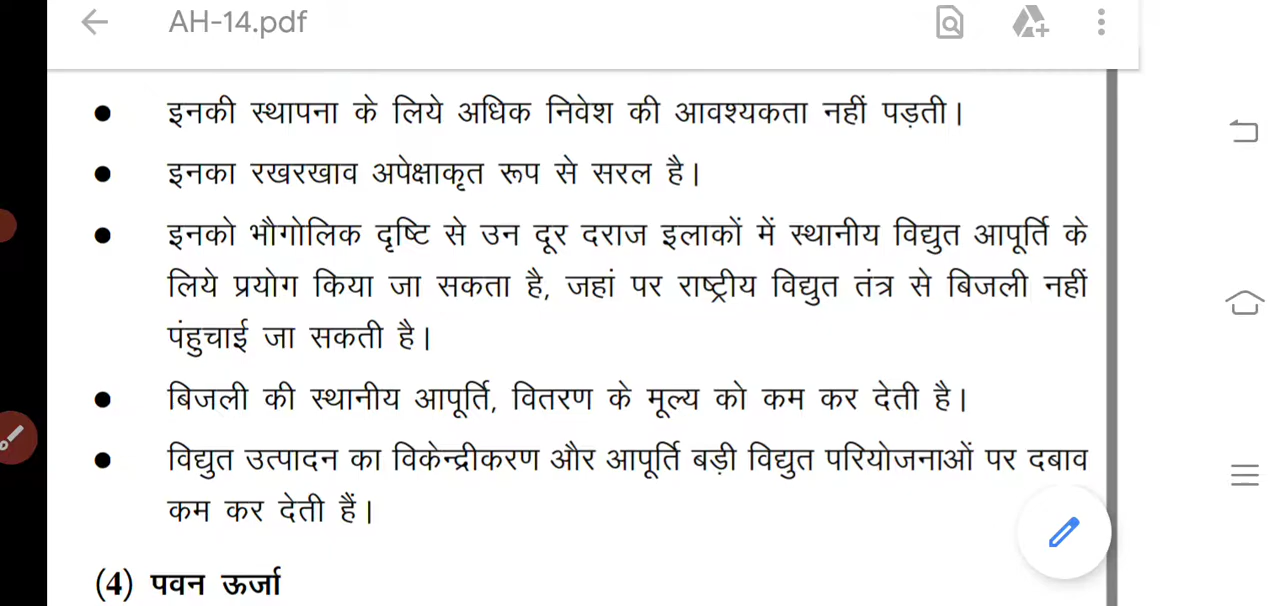 AH-14.pdf
● इनकी स्थापना के लिये अधिक निवेश की आवश्यकता नहीं पड़ती।
● इनका रखरखाव अपेक्षाकृत रूप से सरल है।
● इनको भौगोलिक दृष्टि से उन दूर दराज इलाकों में स्थानीय विद्युत आपूर्ति के
लिये प्रयोग किया जा सकता है, जहां पर राष्ट्रीय विद्युत तंत्र से बिजली नहीं
पंहुचाई जा सकती है।
● बिजली की स्थानीय आपूर्ति, वितरण के मूल्य को कम कर देती है।
● विद्युत उत्पादन का विकेन्द्रीकरण और आपूर्ति बड़ी विद्युत परियोजनाओं पर दबाव
कम कर देती हैं।
(4) पवन ऊर्जा